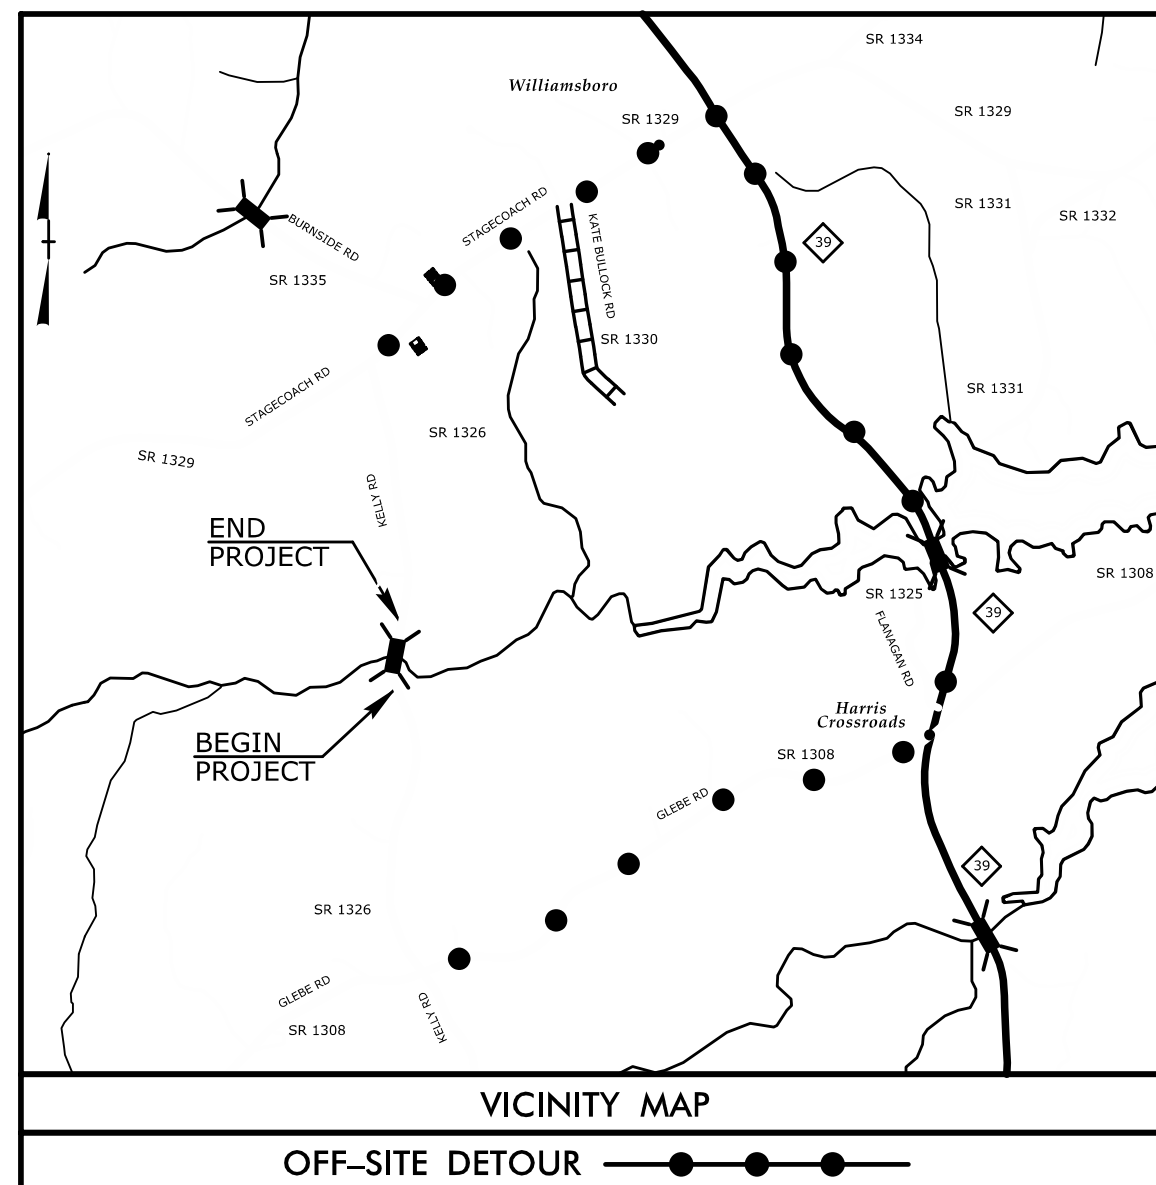 SR 1334
Williamsboro
SR 1329
SR 1329
STAGECOACH RD
KATE BULLOCK RD
SR 1331
SR 1332
BURNSIDE RD
39
SR 1335
SR 1330
STAGECOACH RD
SR 1331
SR 1326
SR 1329
KELLY RD
END
PROJECT
SR 1308
SR 1325
39
FLANAGAN RD
Harris
Crossroads
BEGIN
PROJECT
SR 1308
GLEBE RD
39
SR 1326
GLEBE RD
KELLY RD
SR 1308
VICINITY MAP
OFF–SITE DETOUR